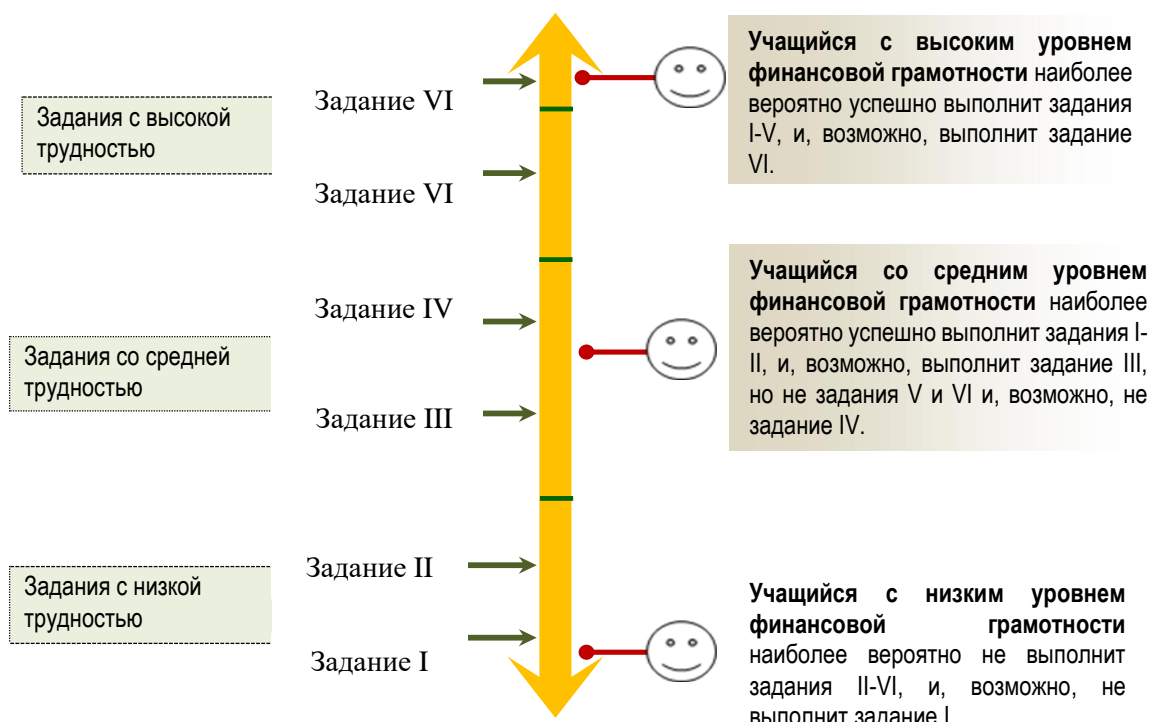 Задание VI
Задания с высокой
трудностью
Задание VI
Учащийся с высоким уровнем
финансовой грамотности наиболее
вероятно успешно выполнит задания
I-V, и, возможно, выполнит задание
VI.
Задание IV
Задания со средней
трудностью
Задание III
Учащийся со средним уровнем
финансовой грамотности наиболее
вероятно успешно выполнит задания I-
II, и, возможно, выполнит задание III,
но не задания V и VI и, возможно, не
задание IV.
Задание II
Задания с низкой
трудностью
Задание I
Учащийся с низким уровнем
финансовой грамотности
наиболее вероятно не выполнит
задания II-VI, и, возможно, не
выполнит задание I